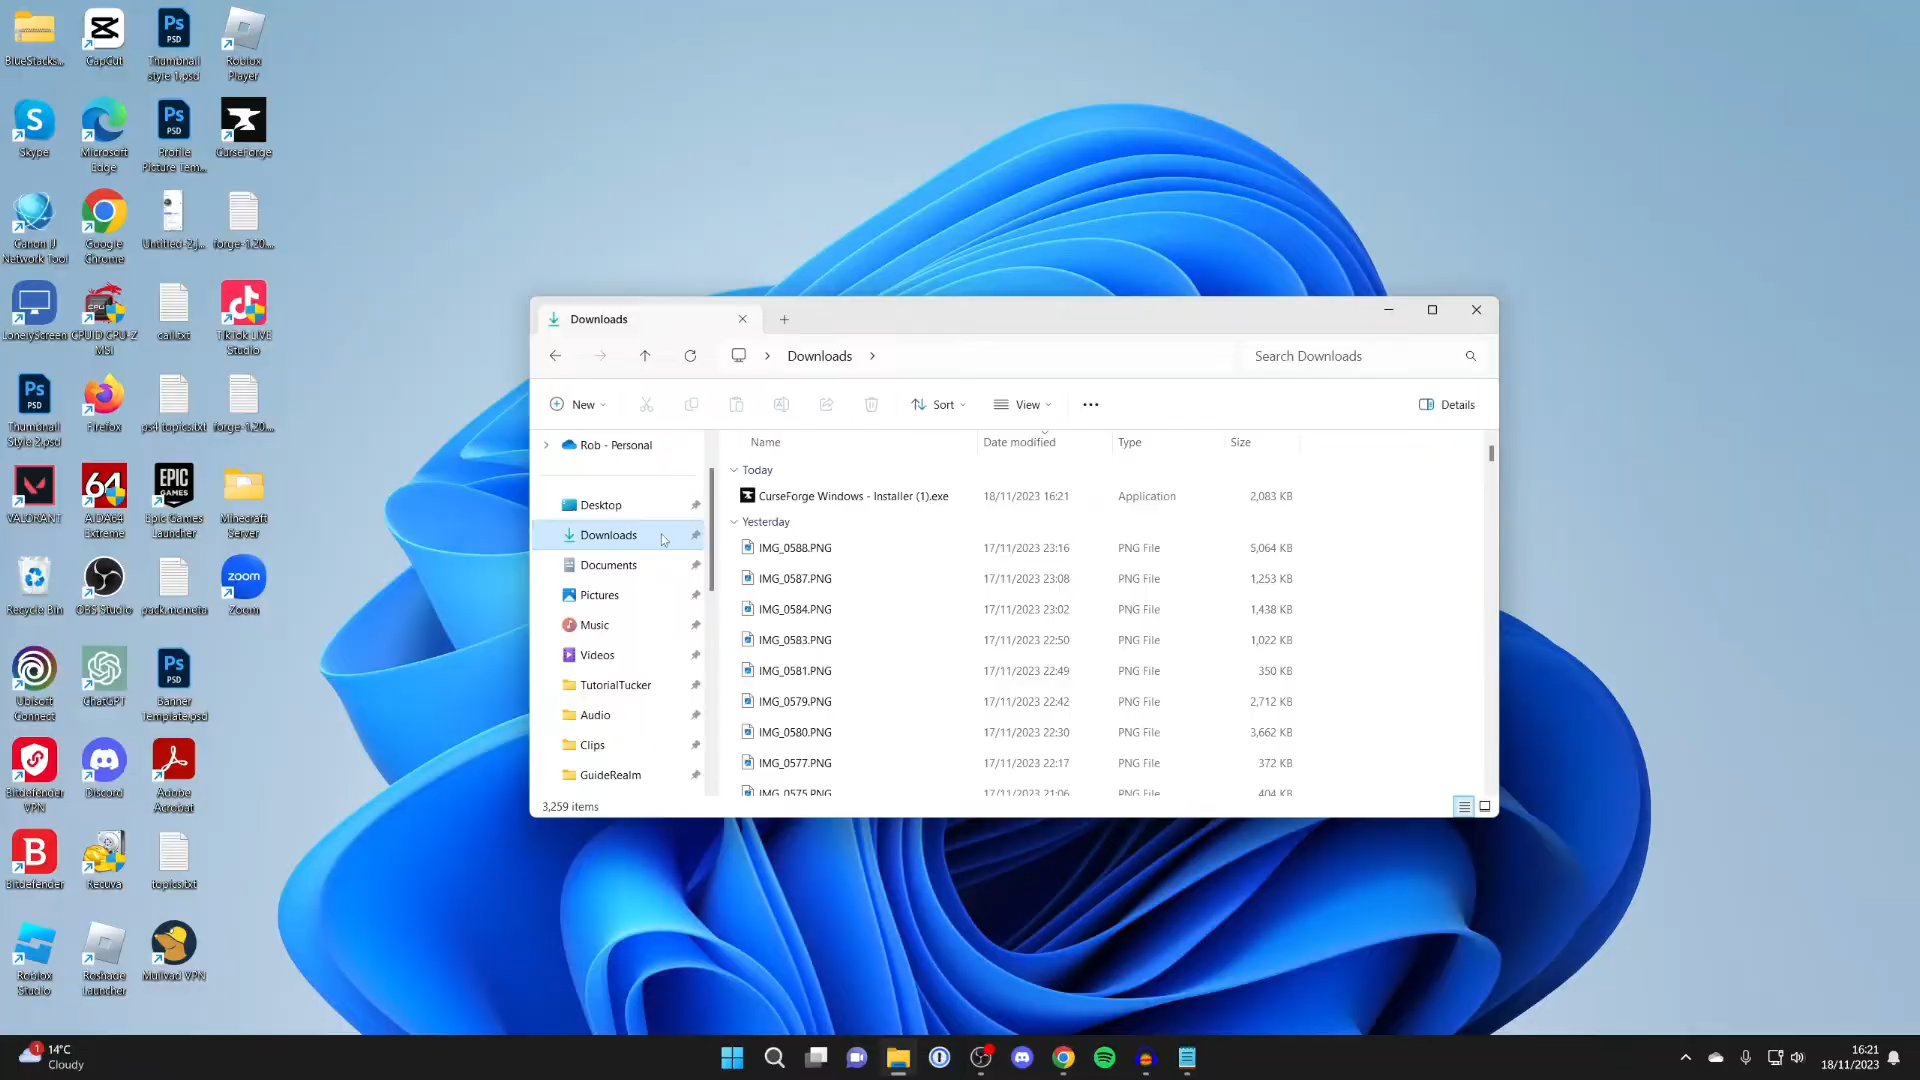 BlueStacks...
CapCut
Thumbnail style 1.psd
Roblox Player
Skype
Microsoft Edge
Profile Picture Tem...
CurseForge
Canon IJ Network Tool
Google Chrome
Untitled-2.j...
forge-1.20....
LonelyScreen
CPUID CPU-Z MSI
call.txt
TikTok LIVE Studio
Thumbnail Style 2.psd
Firefox
ps4 topics.txt
forge-1.20....
VALORANT
AIDA64 Extreme
Epic Games Launcher
Minecraft Server
Recycle Bin
OBS Studio
pack.mcmeta
Zoom
Ubisoft Connect
ChatGPT
Banner Template.psd
Bitdefender VPN
Discord
Adobe Acrobat
Bitdefender
Recuva
topics.txt
Roblox Studio
Roshade Launcher
Mullvad VPN
Downloads
Downloads
Search Downloads
New
Sort
View
Details
Rob - Personal
Desktop
Downloads
Documents
Pictures
Music
Videos
TutorialTucker
Audio
Clips
GuideRealm
Name Date modified Type Size
Today
CurseForge Windows - Installer (1).exe 18/11/2023 16:21 Application 2,083 KB
Yesterday
IMG_0588.PNG 17/11/2023 23:16 PNG File 5,064 KB
IMG_0587.PNG 17/11/2023 23:08 PNG File 1,253 KB
IMG_0584.PNG 17/11/2023 23:02 PNG File 1,438 KB
IMG_0583.PNG 17/11/2023 22:50 PNG File 1,022 KB
IMG_0581.PNG 17/11/2023 22:49 PNG File 350 KB
IMG_0579.PNG 17/11/2023 22:42 PNG File 2,712 KB
IMG_0580.PNG 17/11/2023 22:30 PNG File 3,662 KB
IMG_0577.PNG 17/11/2023 22:17 PNG File 372 KB
IMG_0575.PNG 17/11/2023 21:06 PNG File 404 KB
3,259 items
1
14°C
Cloudy
16:21
18/11/2023